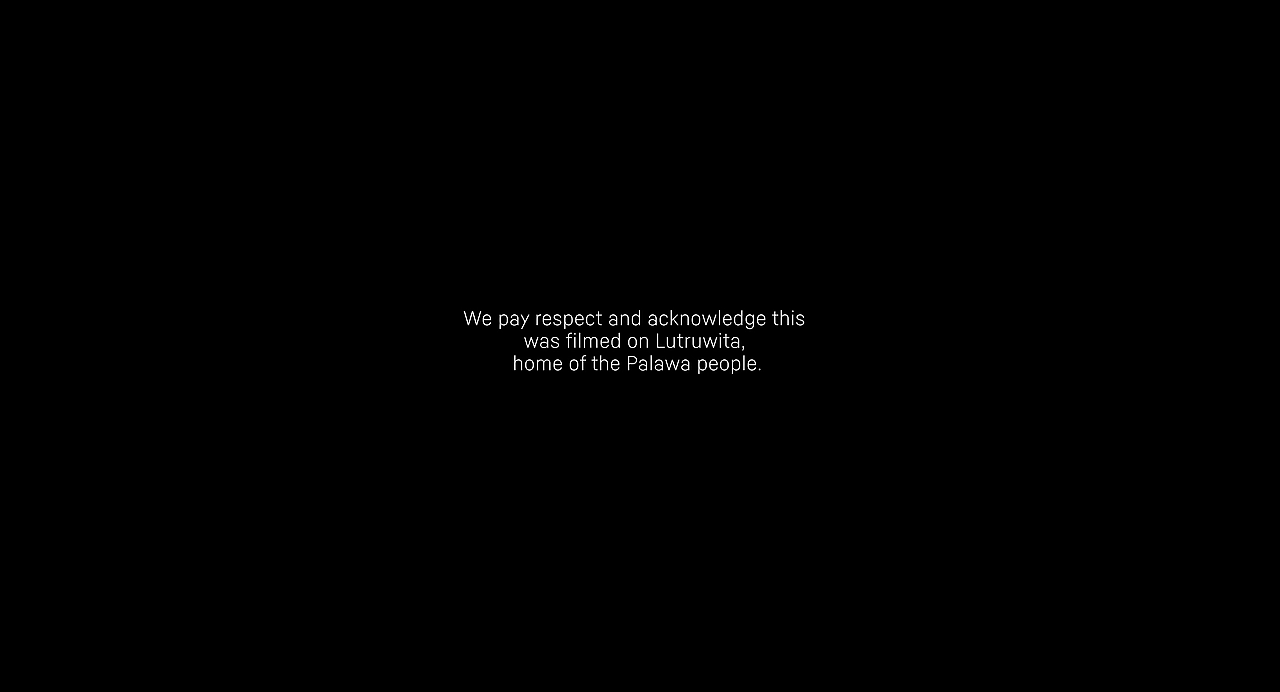 We pay respect and acknowledge this
was filmed on Lutruwita,
home of the Palawa people.